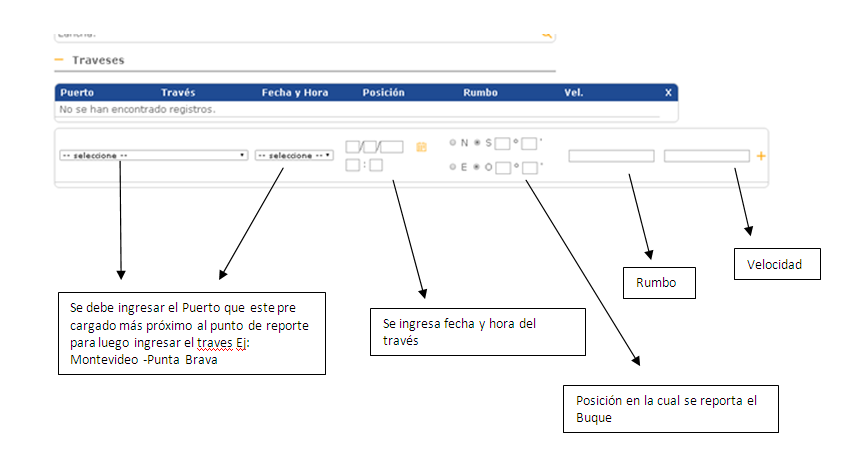 Traveses
Puerto Través Fecha y Hora Posición Rumbo Vel. X
No se han encontrado registros.
N S ° '
-- seleccione -- -- seleccione -- / / :
E O ° '
Velocidad
Rumbo
Se debe ingresar el Puerto que este pre
cargado más próximo al punto de reporte
para luego ingresar el traves Ej:
Montevideo -Punta Brava
Se ingresa fecha y hora del
través
Posición en la cual se reporta el
Buque